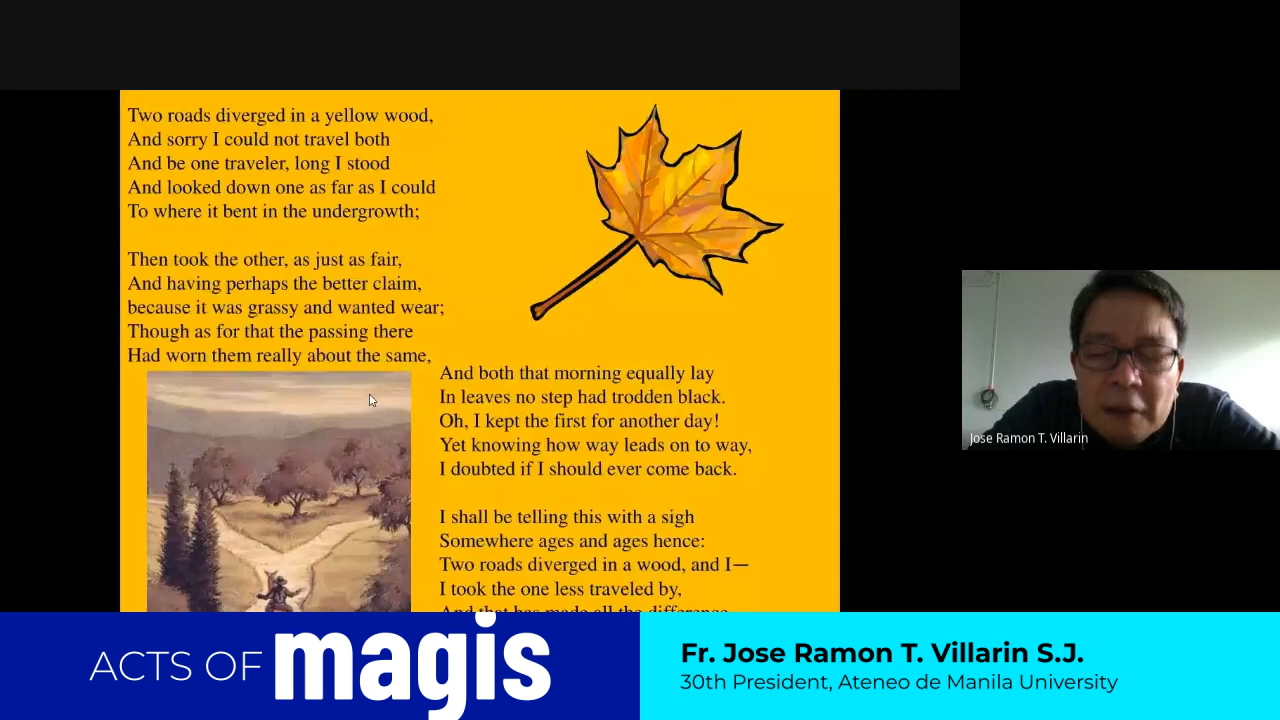 Two roads diverged in a yellow wood,
And sorry I could not travel both
And be one traveler, long I stood
And looked down one as far as I could
To where it bent in the undergrowth;
Then took the other, as just as fair,
And having perhaps the better claim,
because it was grassy and wanted wear;
Though as for that the passing there
Had worn them really about the same,
And both that morning equally lay
In leaves no step had trodden black.
Oh, I kept the first for another day!
Yet knowing how way leads on to way,
I doubted if I should ever come back.
I shall be telling this with a sigh
Somewhere ages and ages hence:
Two roads diverged in a wood, and I—
I took the one less traveled by,
And that has made all the difference
Jose Ramon T. Villarin
ACTS OF magis
Fr. Jose Ramon T. Villarin S.J.
30th President, Ateneo de Manila University